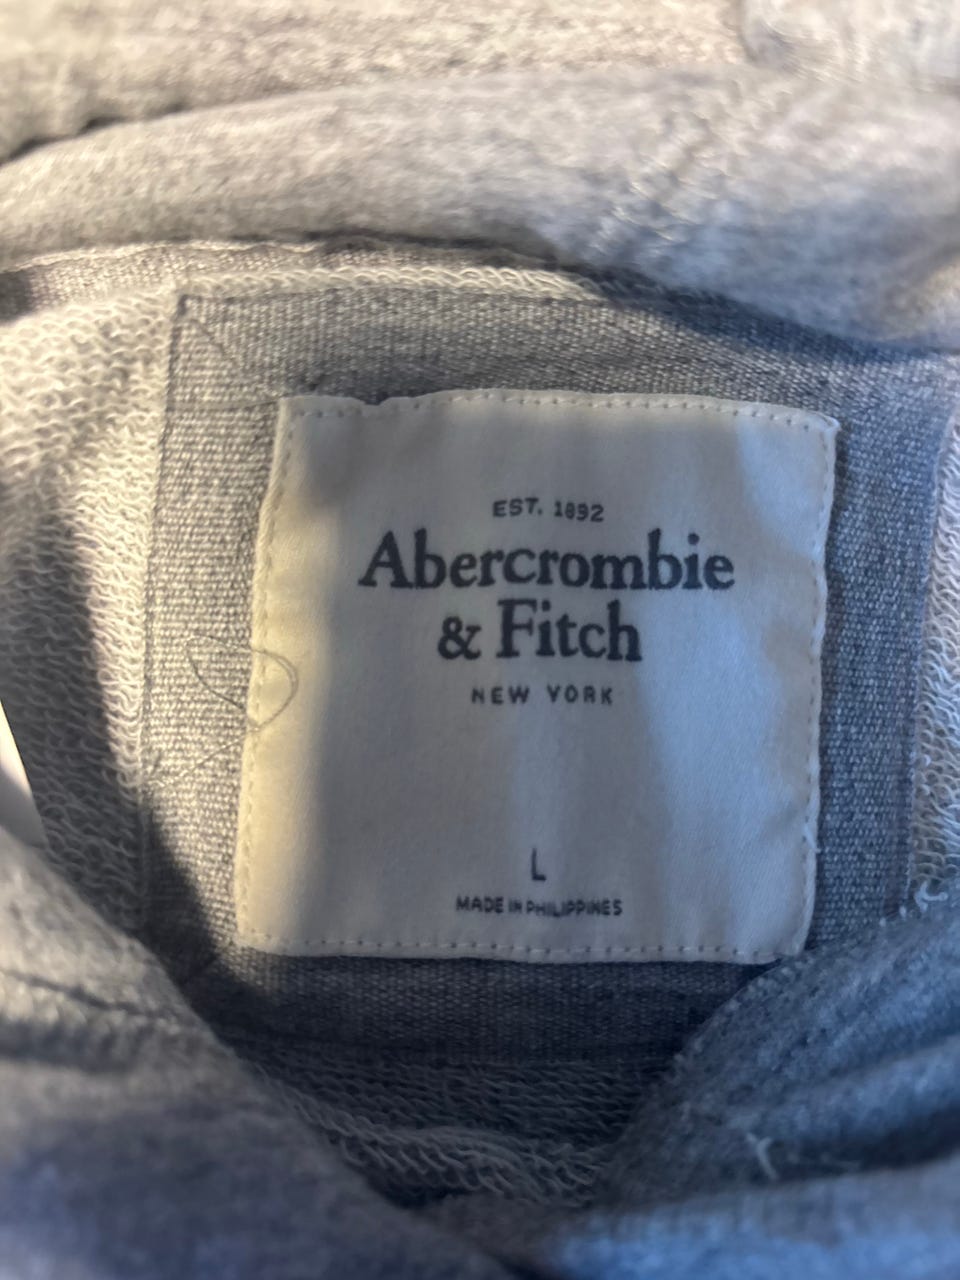 EST. 1892
Abercrombie
& Fitch
NEW YORK
L
MADE IN PHILIPPINES